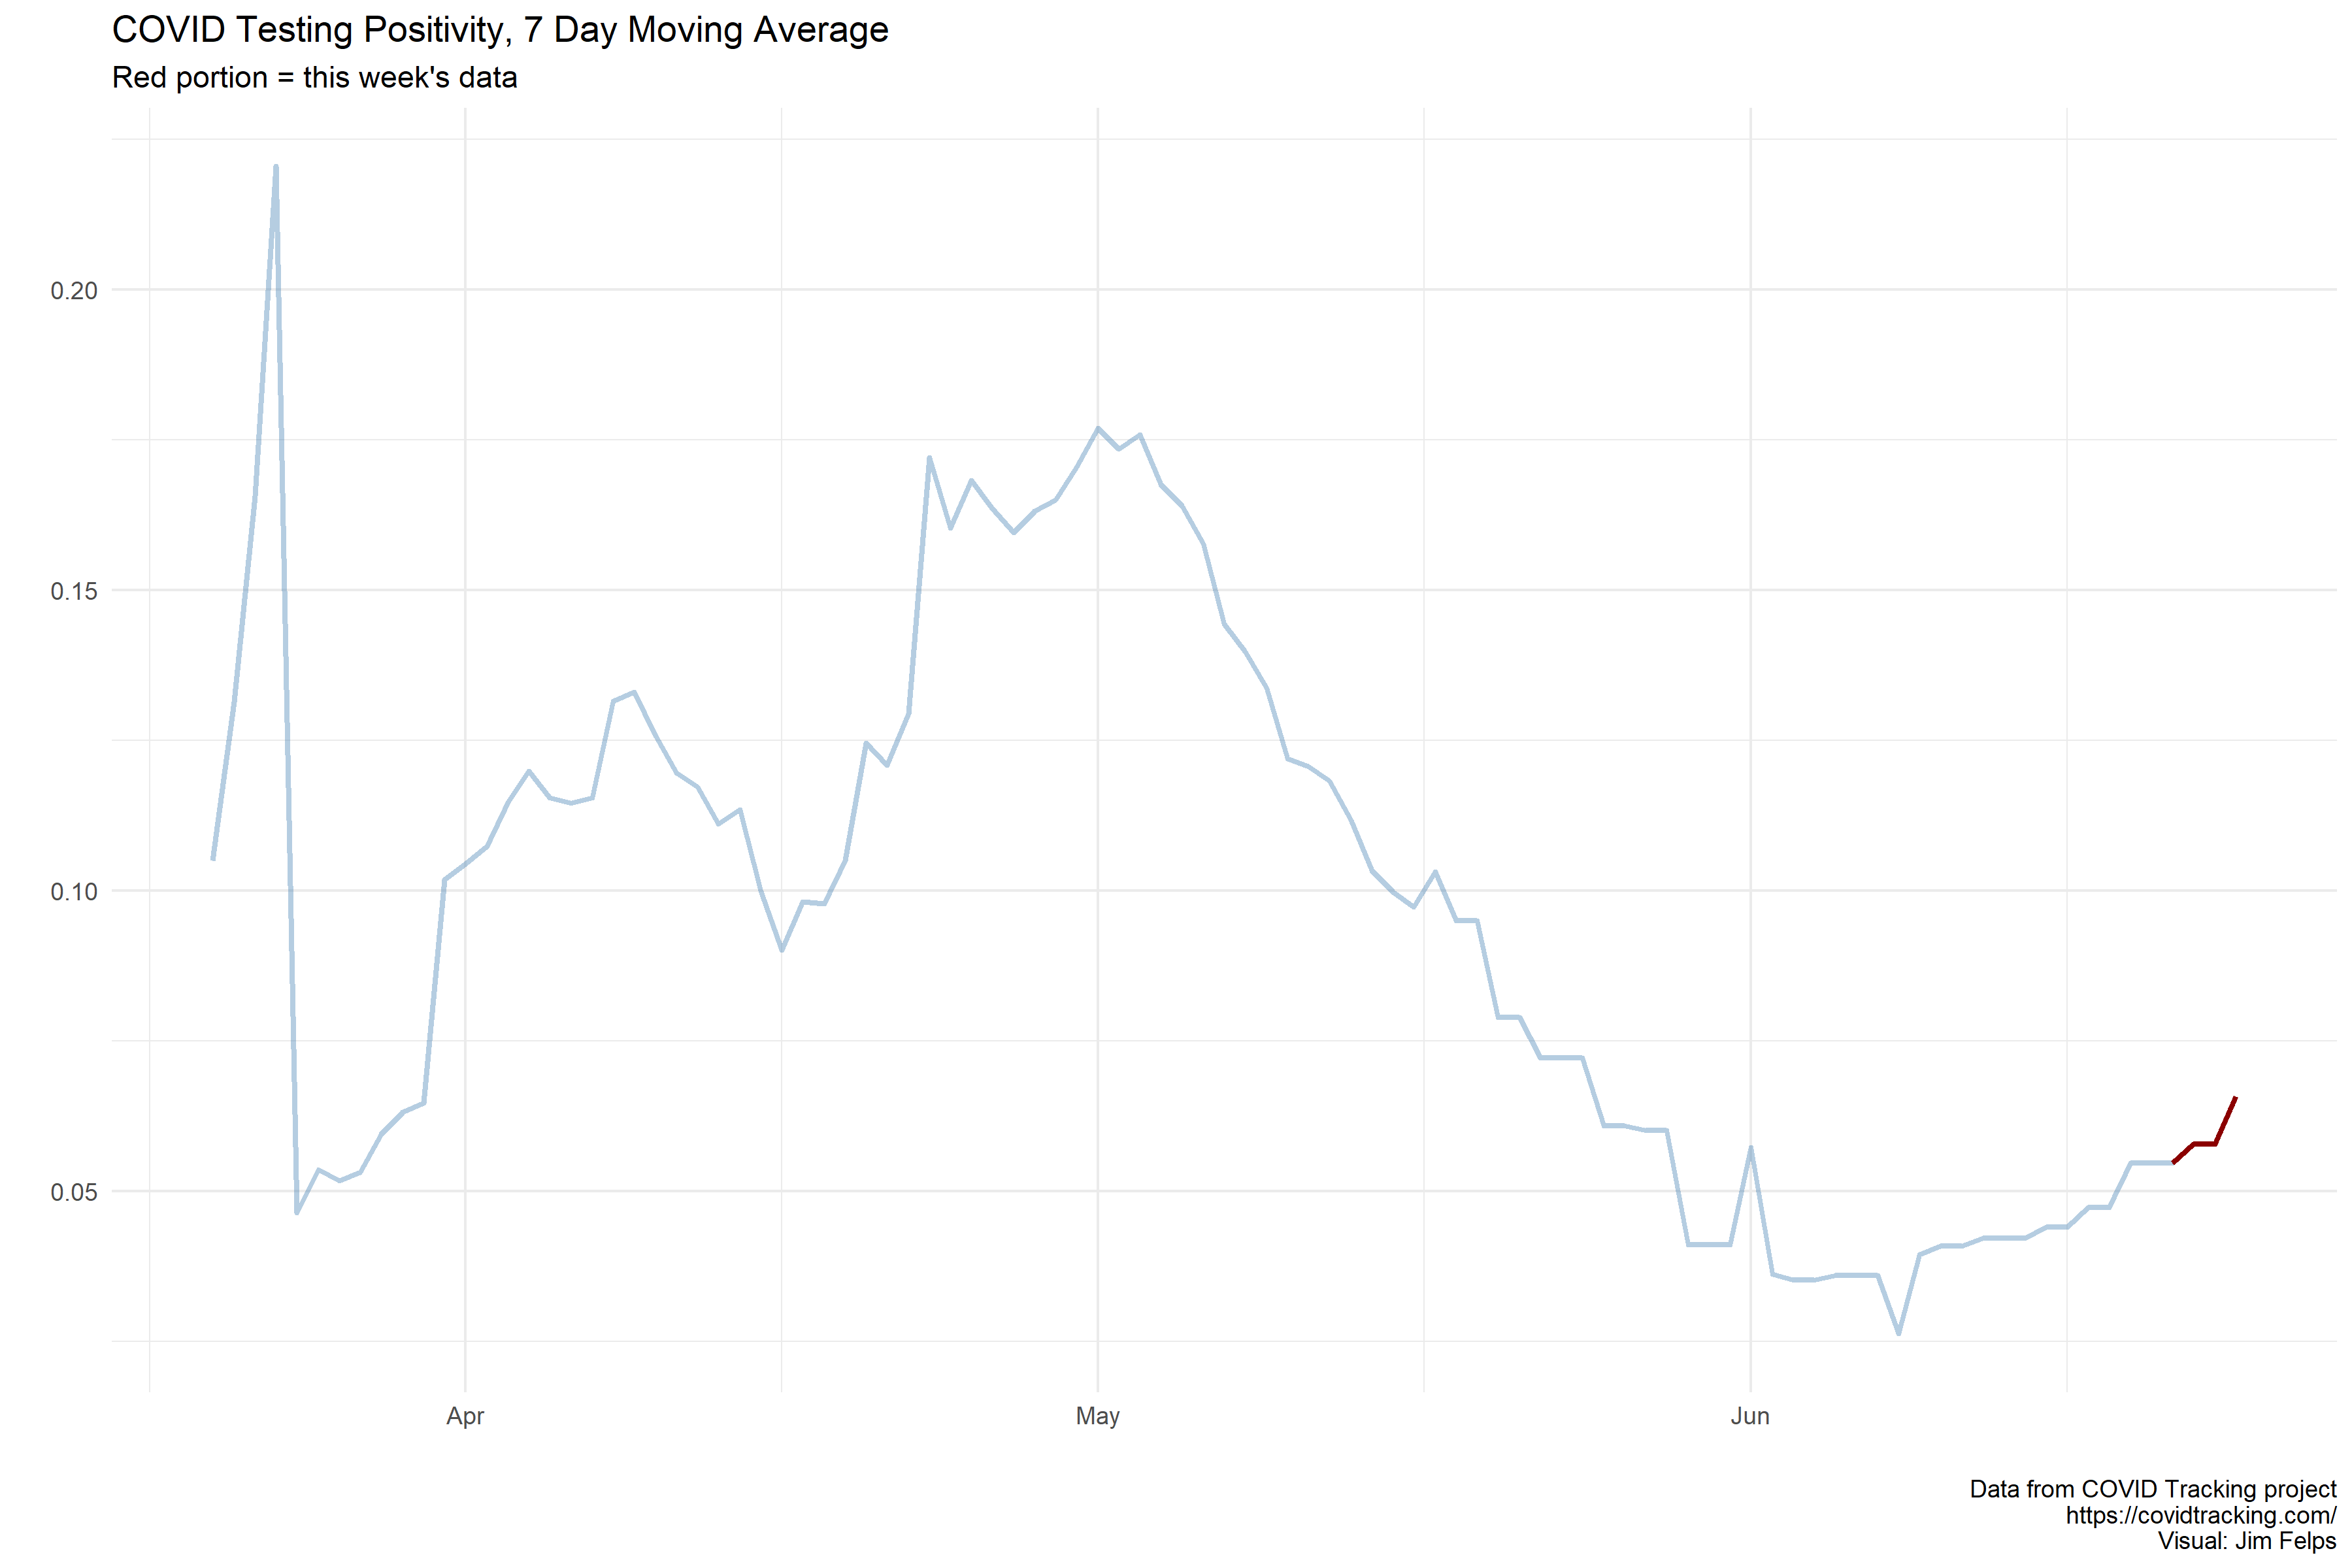 COVID Testing Positivity, 7 Day Moving Average
Red portion = this week's data
0.20
0.15
0.10
0.05
Apr
May
Jun
Data from COVID Tracking project
https://covidtracking.com/
Visual: Jim Felps